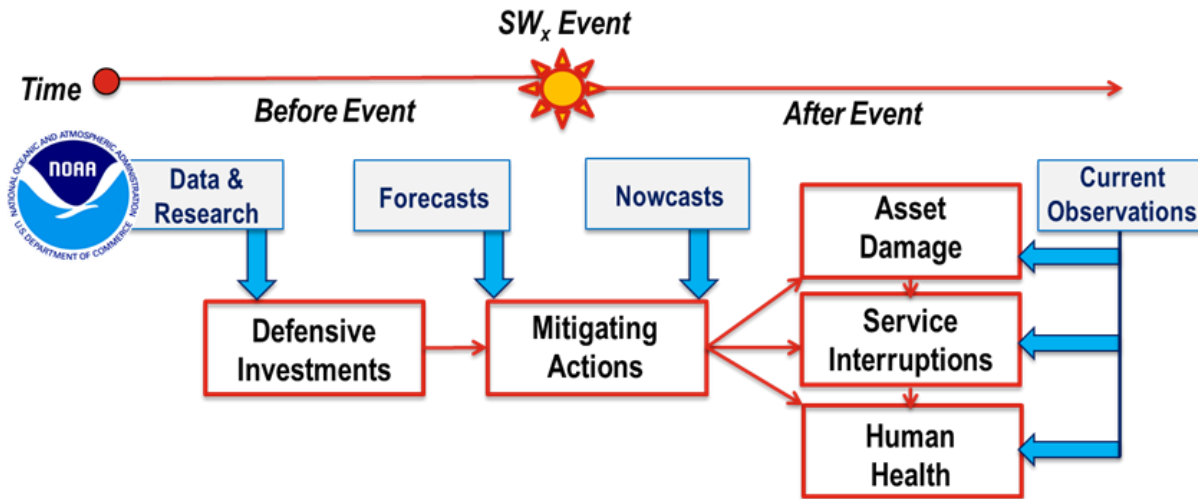 SWx Event
Time
Before Event
After Event
NATIONAL OCEANIC AND ATMOSPHERIC ADMINISTRATION
NOAA
U.S. DEPARTMENT OF COMMERCE
Data &
Research
Forecasts
Nowcasts
Current
Observations
Asset
Damage
Defensive
Investments
Mitigating
Actions
Service
Interruptions
Human
Health